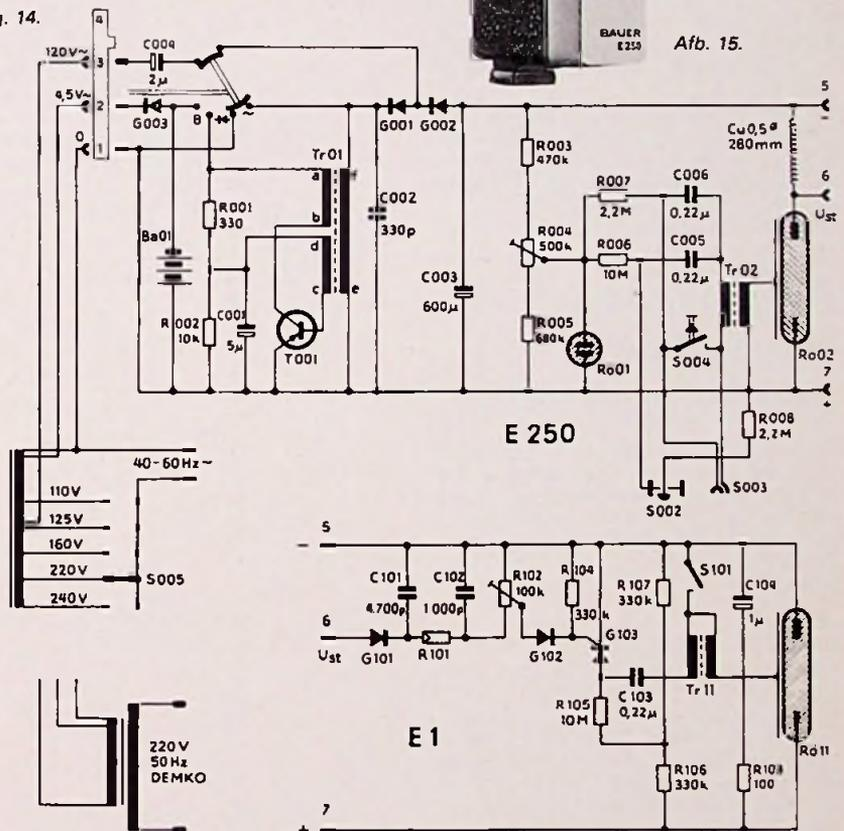 g. 14.
BAUER
E250
Afb. 15.
4
120V~
3
C004
2µ
4,5V~
2
G003
B
~
0
1
G001
G002
5
-
Cu 0,5ø
280mm
6
Ust
R003
470k
R007
2,2M
C006
0,22µ
Tr01
a
b
d
c
e
R001
330
C002
330p
Ba01
R004
500k
R006
10M
C005
0,22µ
Tr02
C003
600µ
R002
10k
C001
5µ
T001
R005
680k
Ro01
S004
Ro02
7
+
E 250
R008
2,2M
S002
S003
40-60Hz~
110V
125V
160V
220V
240V
S005
- 5
C101
4.700p
C102
1000p
R102
100k
R104
330k
R107
330k
S101
C104
1µ
6
Ust
G101
R101
G102
G103
C103
0,22µ
Tr11
R105
10M
E1
Rö11
220V
50Hz
DEMKO
R106
330k
R103
100
+ 7